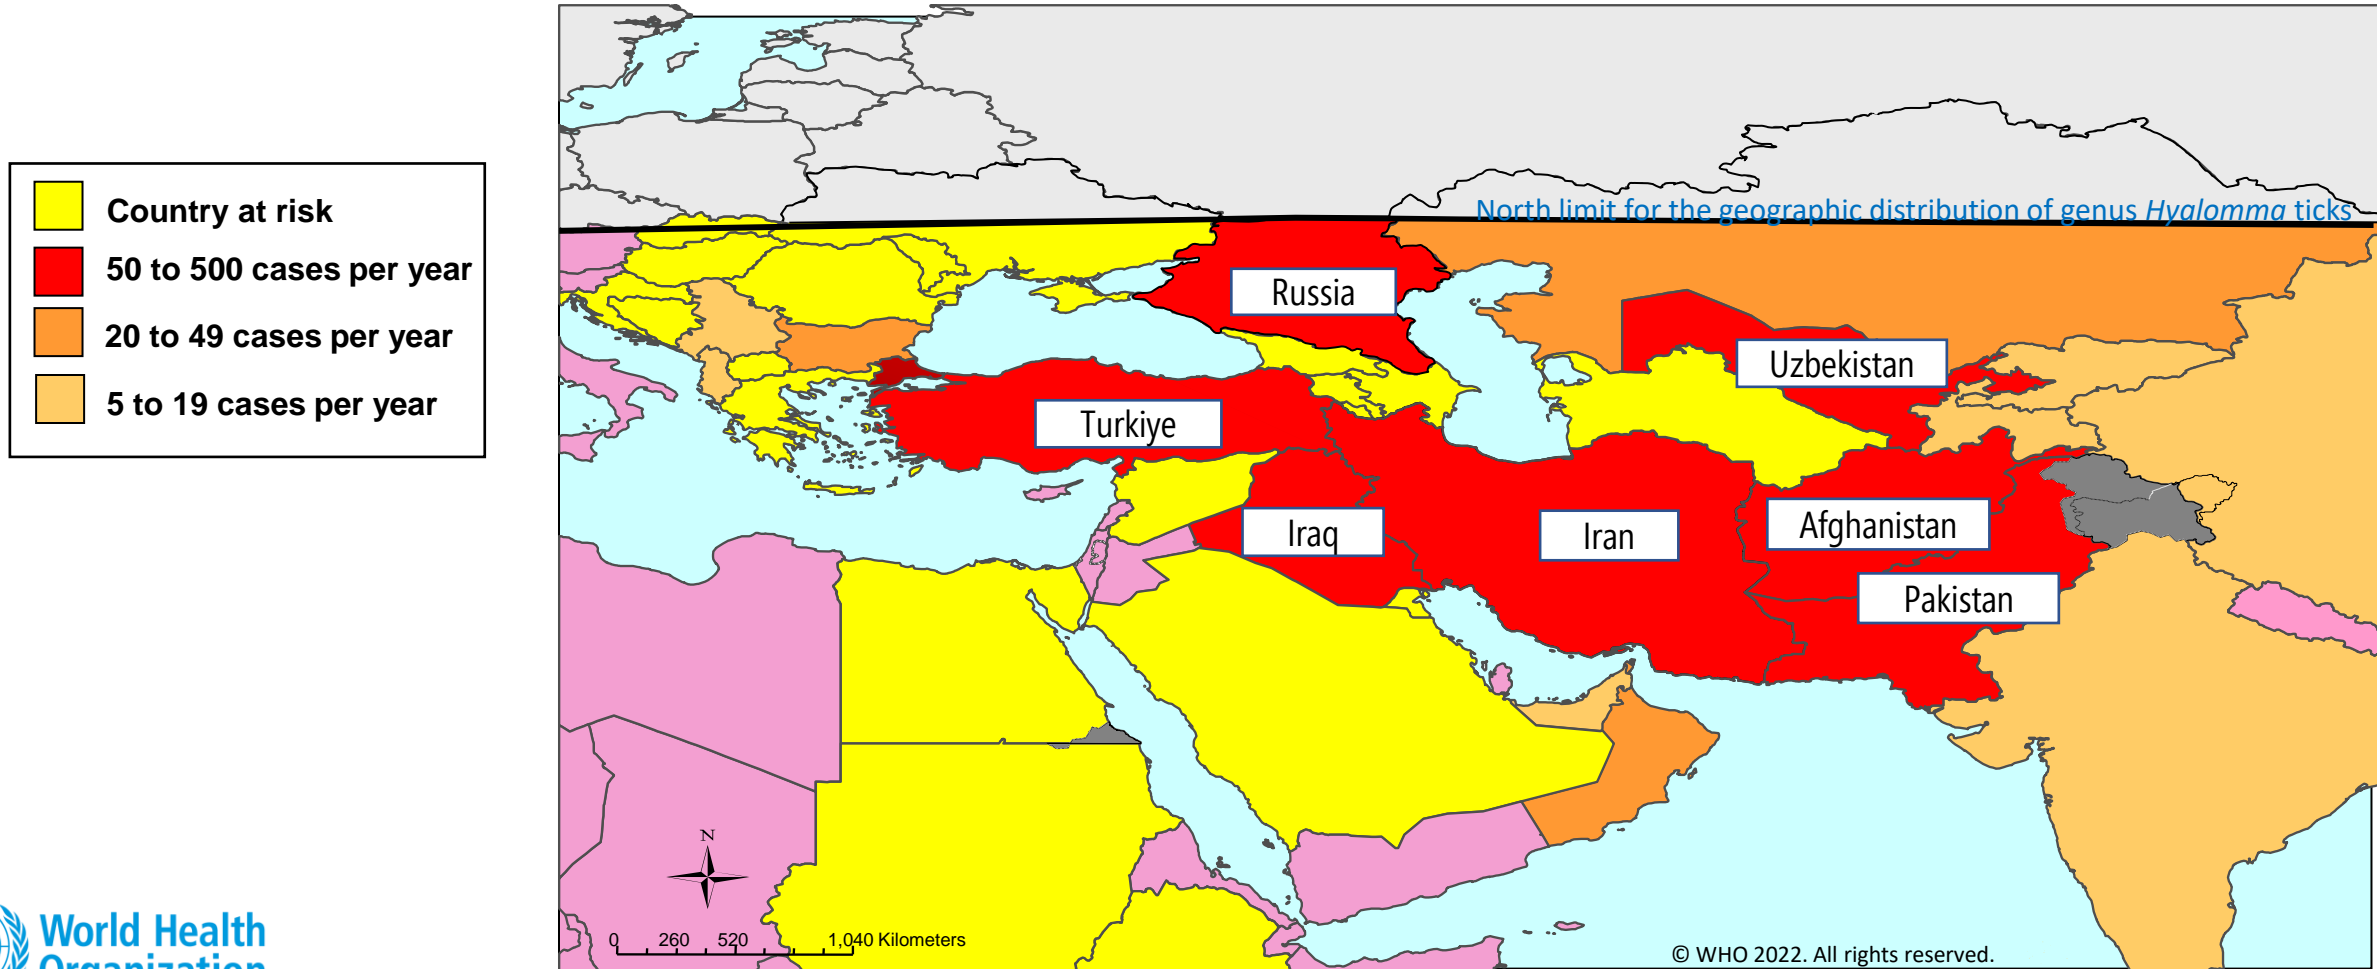 Country at risk
50 to 500 cases per year
20 to 49 cases per year
5 to 19 cases per year
North limit for the geographic distribution of genus Hyalomma ticks
Russia
Uzbekistan
Turkiye
Iraq
Iran
Afghanistan
Pakistan
N
0 260 520 1,040 Kilometers
© WHO 2022. All rights reserved.
World Health
Organization